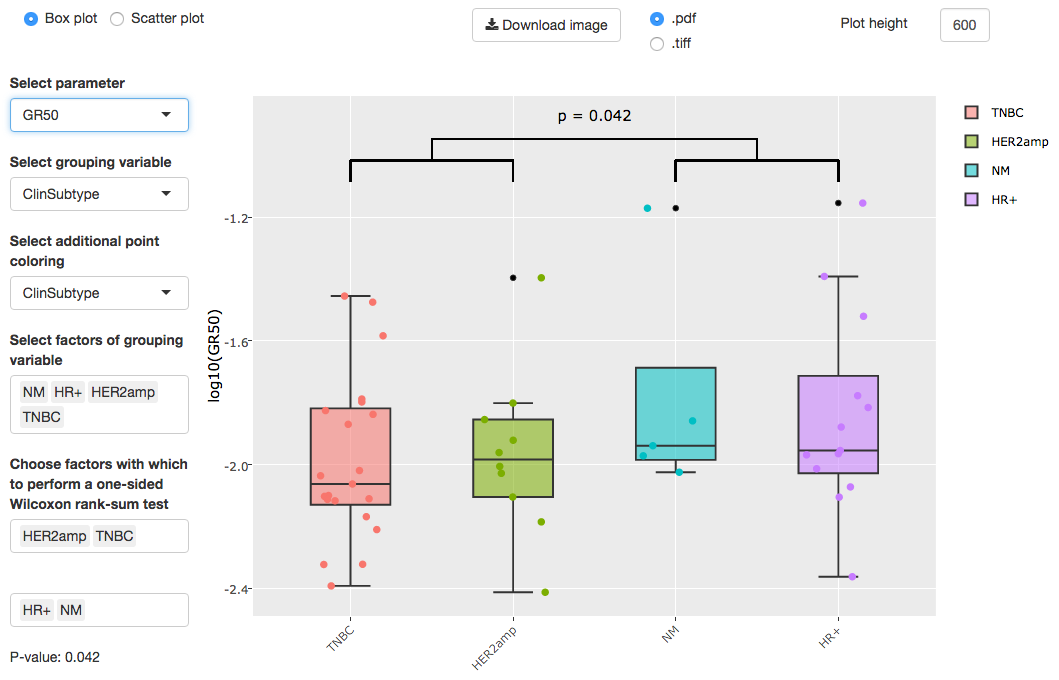 Box plot
Scatter plot
Download image
.pdf
.tiff
Plot height
600
Select parameter
GR50
Select grouping variable
ClinSubtype
Select additional point
coloring
ClinSubtype
Select factors of grouping
variable
NM HR+ HER2amp
TNBC
Choose factors with which
to perform a one-sided
Wilcoxon rank-sum test
HER2amp TNBC
HR+ NM
P-value: 0.042
p = 0.042
log10(GR50)
-1.2
-1.6
-2.0
-2.4
TNBC
HER2amp
NM
HR+
TNBC
HER2amp
NM
HR+